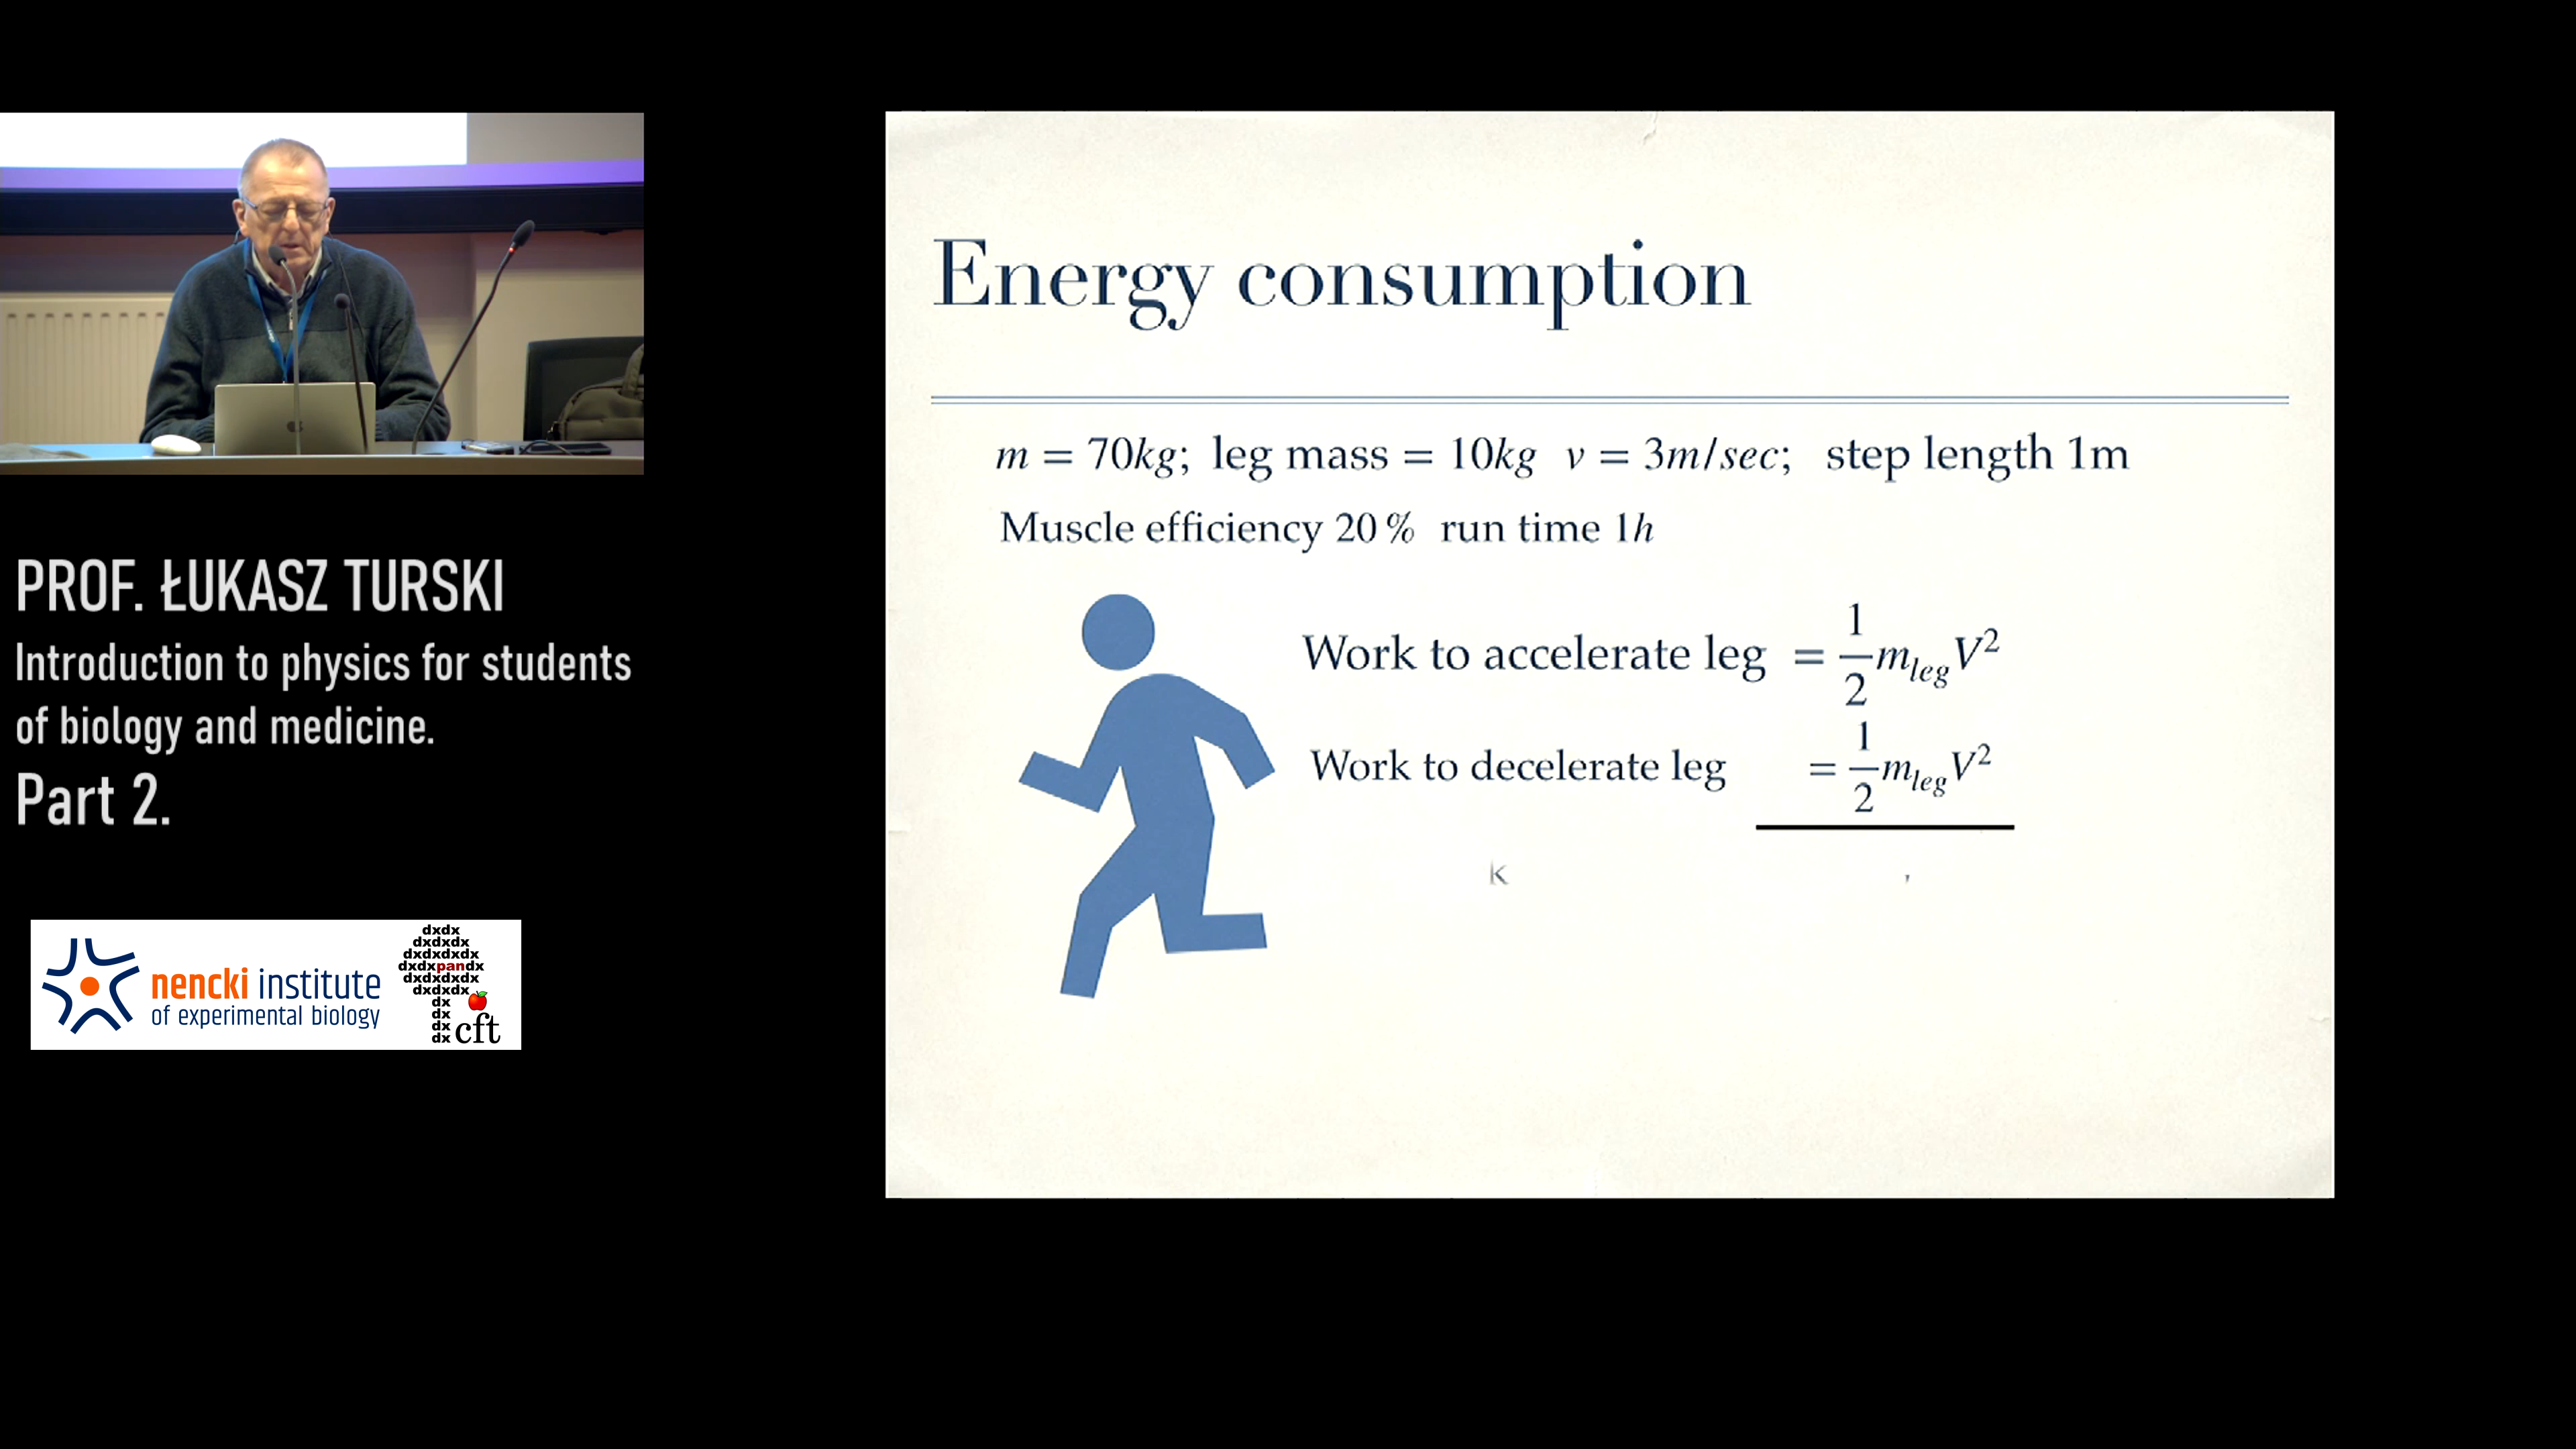 PROF. ŁUKASZ TURSKI
Introduction to physics for students
of biology and medicine.
Part 2.
nencki institute
of experimental biology
dxdx
dxdxdx
dxdxdxdx
dxdxpandx
dxdxdxdx
dxdxdx
dx
dx
dx
dx cft
Energy consumption
m = 70kg; leg mass = 10kg v = 3m/sec; step length 1m
Muscle efficiency 20 % run time 1h
Work to accelerate leg = 1/2 m_leg V²
Work to decelerate leg = 1/2 m_leg V²
k